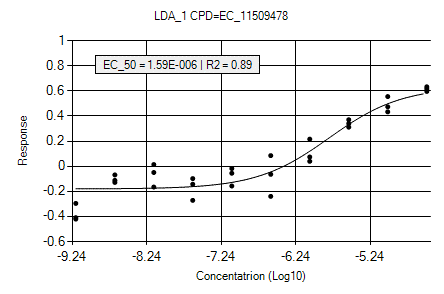 LDA_1 CPD=EC_11509478
EC_50 = 1.59E-006 | R2 = 0.89
1
0.8
0.6
0.4
0.2
0
-0.2
-0.4
-0.6
Response
-9.24 -8.24 -7.24 -6.24 -5.24
Concentatrion (Log10)